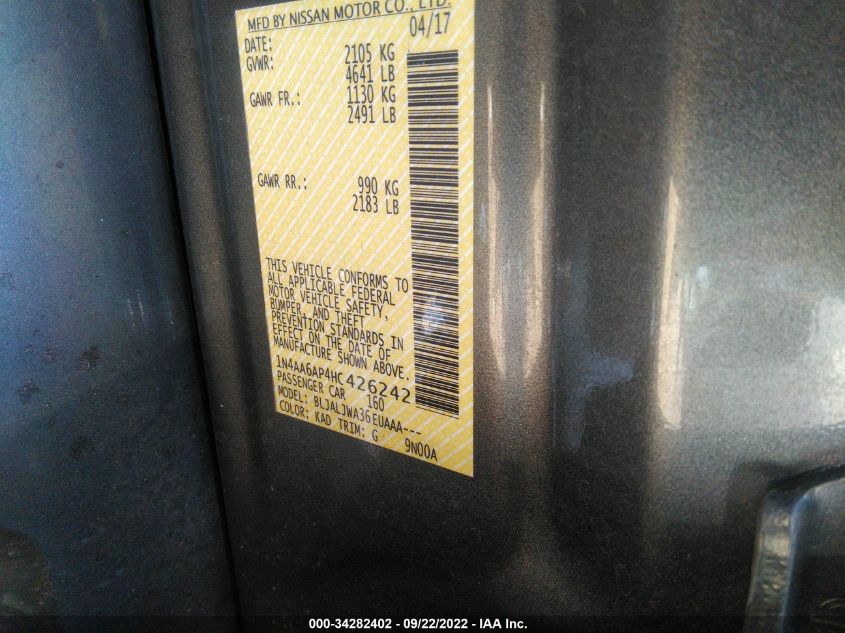 MFD BY NISSAN MOTOR CO., LTD.
DATE: 04/17
GVWR: 2105 KG
4641 LB
GAWR FR.: 1130 KG
2491 LB
GAWR RR.: 990 KG
2183 LB
THIS VEHICLE CONFORMS TO
ALL APPLICABLE FEDERAL
MOTOR VEHICLE SAFETY,
BUMPER, AND THEFT
PREVENTION STANDARDS IN
EFFECT ON THE DATE OF
MANUFACTURE SHOWN ABOVE.
1N4AA6AP4HC426242
PASSENGER CAR 160
MODEL: BLJALJWA36EUAAA---
COLOR: KAD TRIM: G 9N00A
000-34282402 - 09/22/2022 - IAA Inc.